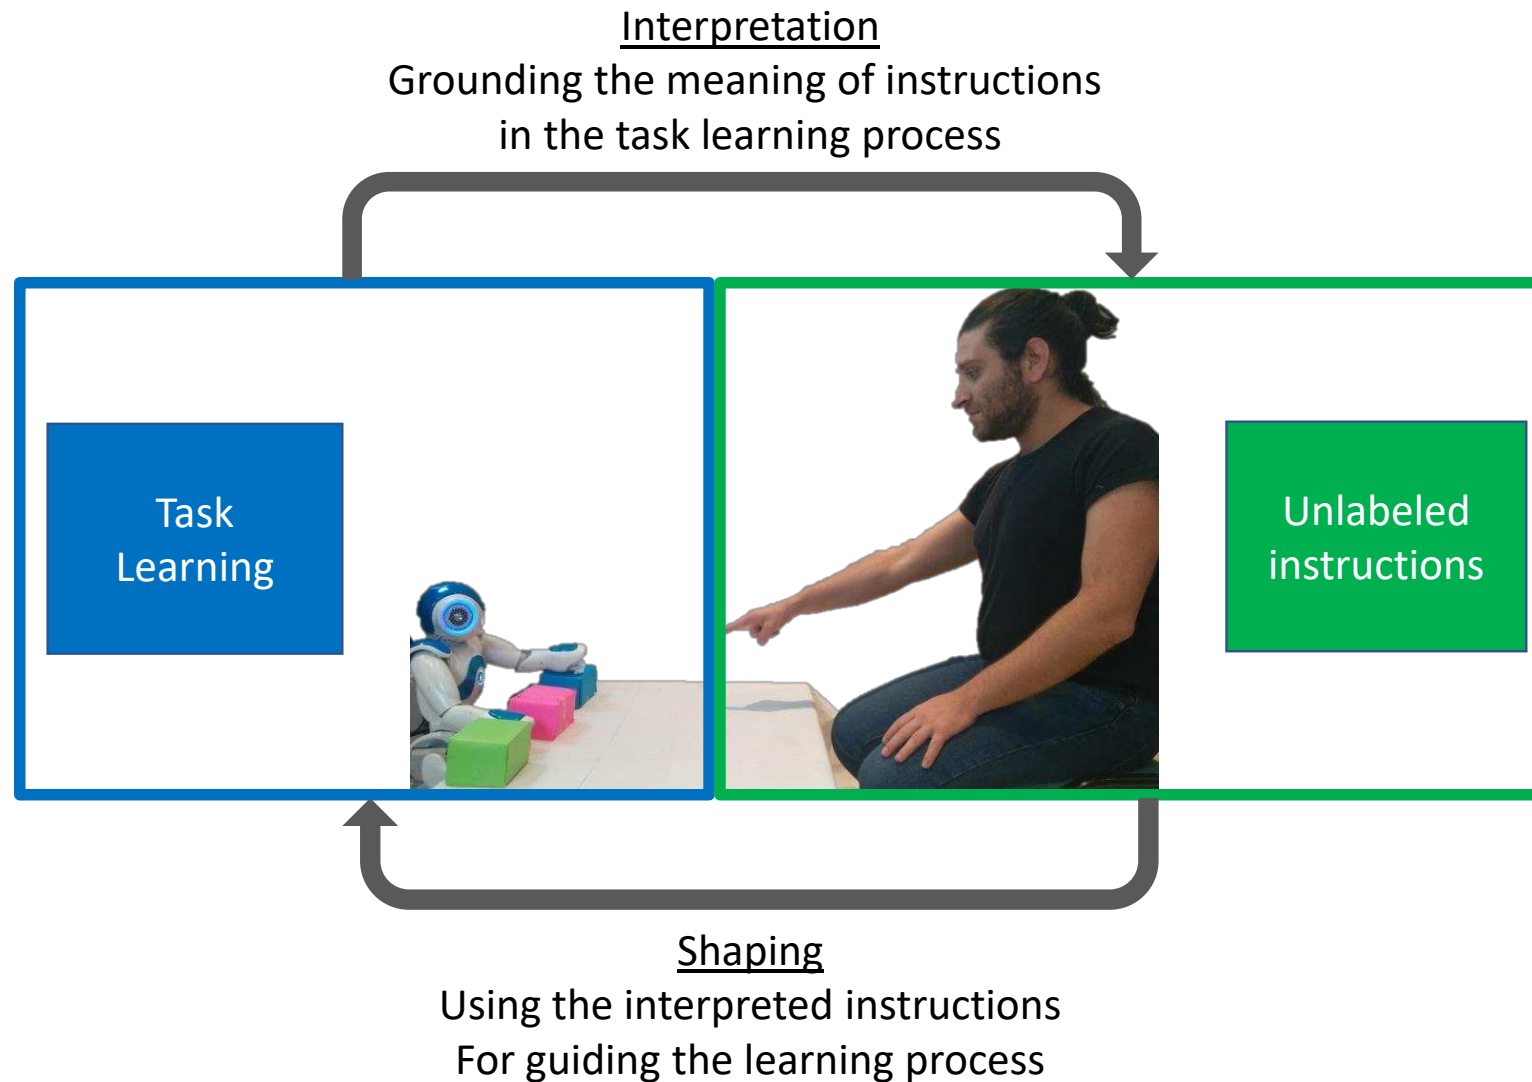 Interpretation
Grounding the meaning of instructions
in the task learning process
Task
Learning
Unlabeled
instructions
Shaping
Using the interpreted instructions
For guiding the learning process